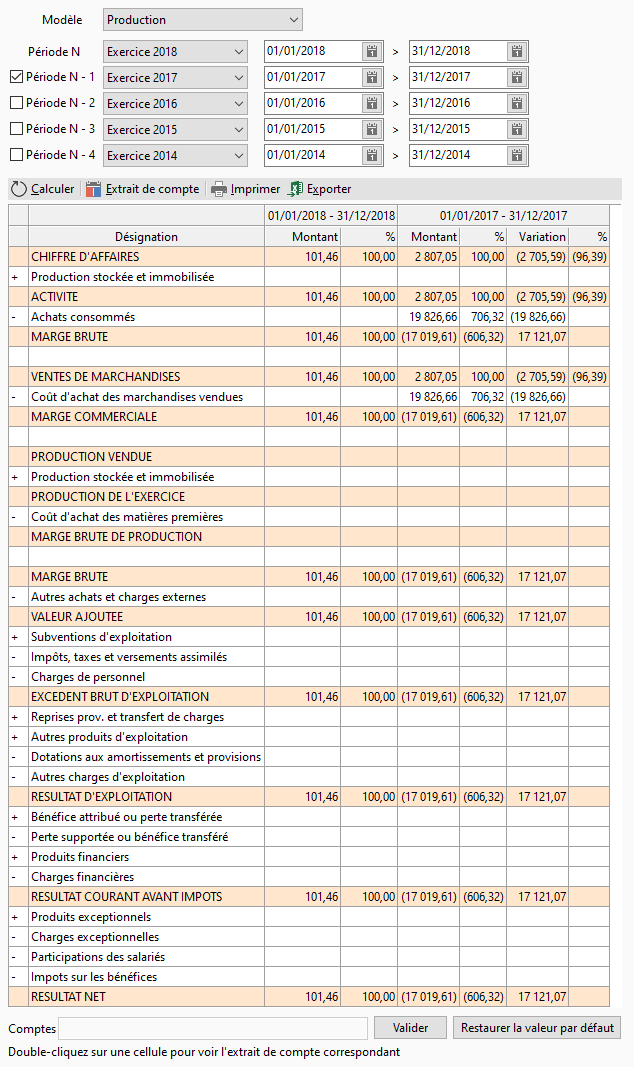 Modèle Production
Période N Exercice 2018 01/01/2018 > 31/12/2018
Période N - 1 Exercice 2017 01/01/2017 > 31/12/2017
Période N - 2 Exercice 2016 01/01/2016 > 31/12/2016
Période N - 3 Exercice 2015 01/01/2015 > 31/12/2015
Période N - 4 Exercice 2014 01/01/2014 > 31/12/2014
Calculer Extrait de compte Imprimer Exporter
01/01/2018 - 31/12/2018 01/01/2017 - 31/12/2017
Désignation Montant % Montant % Variation %
CHIFFRE D'AFFAIRES 101,46 100,00 2 807,05 100,00 (2 705,59) (96,39)
+ Production stockée et immobilisée
ACTIVITE 101,46 100,00 2 807,05 100,00 (2 705,59) (96,39)
- Achats consommés 19 826,66 706,32 (19 826,66)
MARGE BRUTE 101,46 100,00 (17 019,61) (606,32) 17 121,07
VENTES DE MARCHANDISES 101,46 100,00 2 807,05 100,00 (2 705,59) (96,39)
- Coût d'achat des marchandises vendues 19 826,66 706,32 (19 826,66)
MARGE COMMERCIALE 101,46 100,00 (17 019,61) (606,32) 17 121,07
PRODUCTION VENDUE
+ Production stockée et immobilisée
PRODUCTION DE L'EXERCICE
- Coût d'achat des matières premières
MARGE BRUTE DE PRODUCTION
MARGE BRUTE 101,46 100,00 (17 019,61) (606,32) 17 121,07
- Autres achats et charges externes
VALEUR AJOUTEE 101,46 100,00 (17 019,61) (606,32) 17 121,07
+ Subventions d'exploitation
- Impôts, taxes et versements assimilés
- Charges de personnel
EXCEDENT BRUT D'EXPLOITATION 101,46 100,00 (17 019,61) (606,32) 17 121,07
+ Reprises prov. et transfert de charges
+ Autres produits d'exploitation
- Dotations aux amortissements et provisions
- Autres charges d'exploitation
RESULTAT D'EXPLOITATION 101,46 100,00 (17 019,61) (606,32) 17 121,07
+ Bénéfice attribué ou perte transférée
- Perte supportée ou bénéfice transféré
+ Produits financiers
- Charges financières
RESULTAT COURANT AVANT IMPOTS 101,46 100,00 (17 019,61) (606,32) 17 121,07
+ Produits exceptionnels
- Charges exceptionnelles
- Participations des salariés
- Impots sur les bénéfices
RESULTAT NET 101,46 100,00 (17 019,61) (606,32) 17 121,07
Comptes Valider Restaurer la valeur par défaut
Double-cliquez sur une cellule pour voir l'extrait de compte correspondant